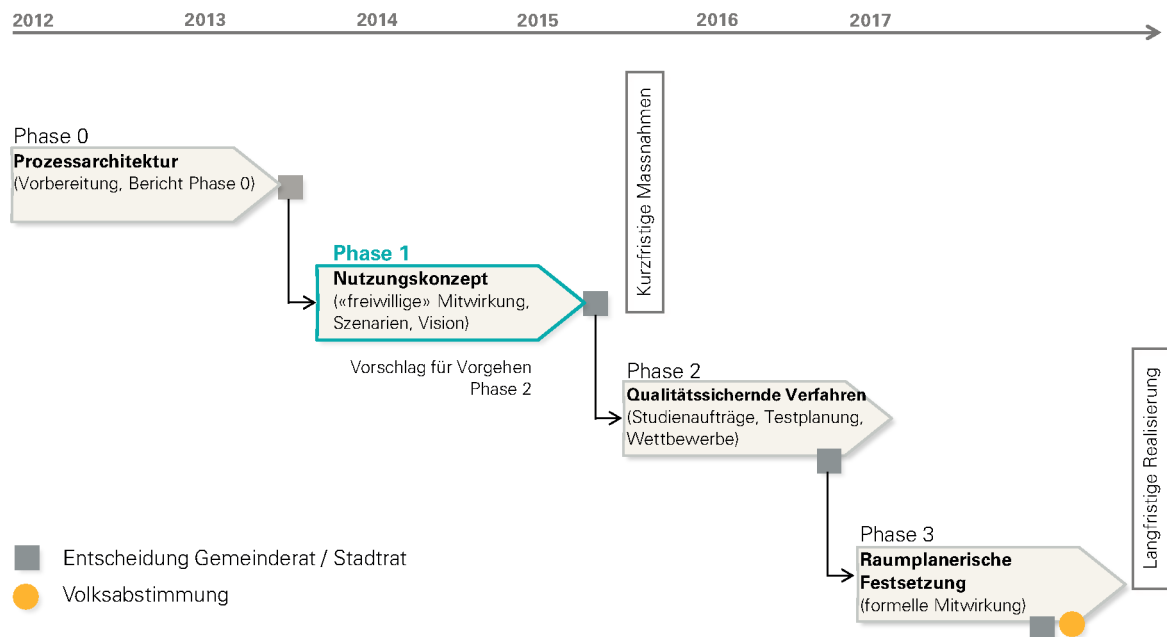 2012 2013 2014 2015 2016 2017
Phase 0
Prozessarchitektur
(Vorbereitung, Bericht Phase 0)
Kurzfristige Massnahmen
Phase 1
Nutzungskonzept
(«freiwillige» Mitwirkung,
Szenarien, Vision)
Vorschlag für Vorgehen
Phase 2
Phase 2
Qualitätssichernde Verfahren
(Studienaufträge, Testplanung,
Wettbewerbe)
Langfristige Realisierung
Phase 3
Raumplanerische
Festsetzung
(formelle Mitwirkung)
Entscheidung Gemeinderat / Stadtrat
Volksabstimmung